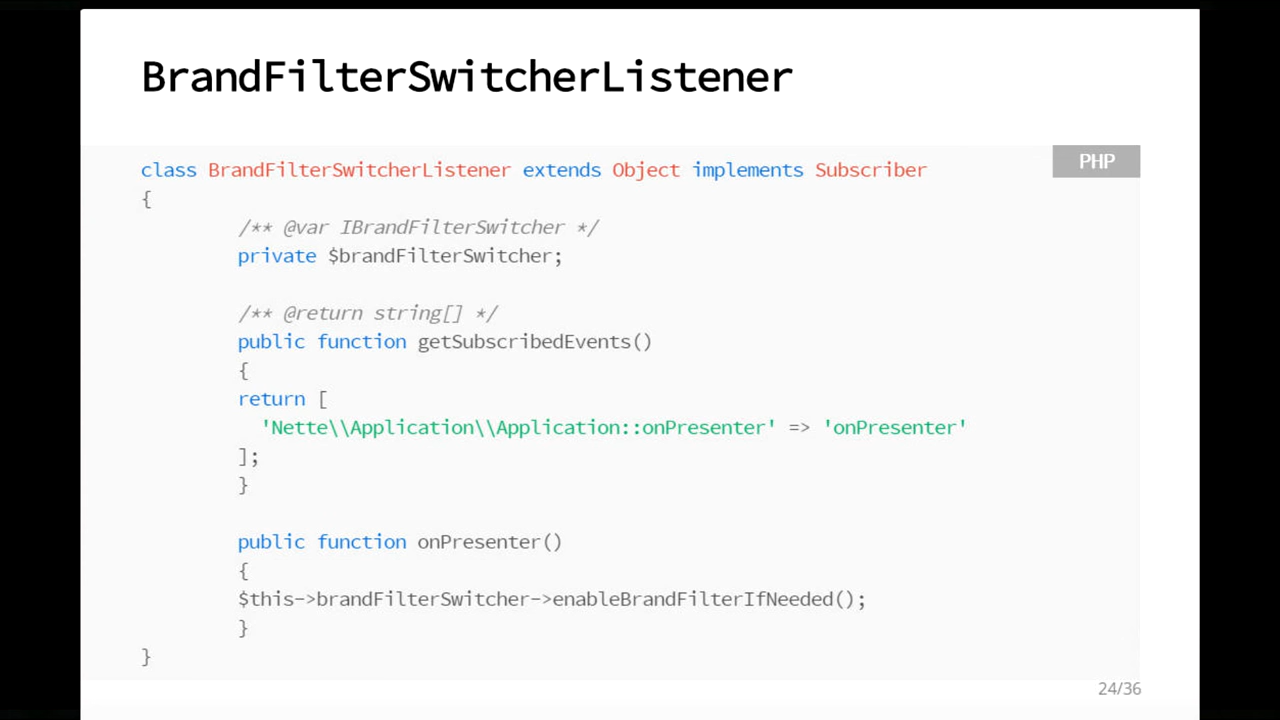 BrandFilterSwitcherListener
PHP
class BrandFilterSwitcherListener extends Object implements Subscriber
{
/** @var IBrandFilterSwitcher */
private $brandFilterSwitcher;
/** @return string[] */
public function getSubscribedEvents()
{
return [
'Nette\\Application\\Application::onPresenter' => 'onPresenter'
];
}
public function onPresenter()
{
$this->brandFilterSwitcher->enableBrandFilterIfNeeded();
}
}
24/36